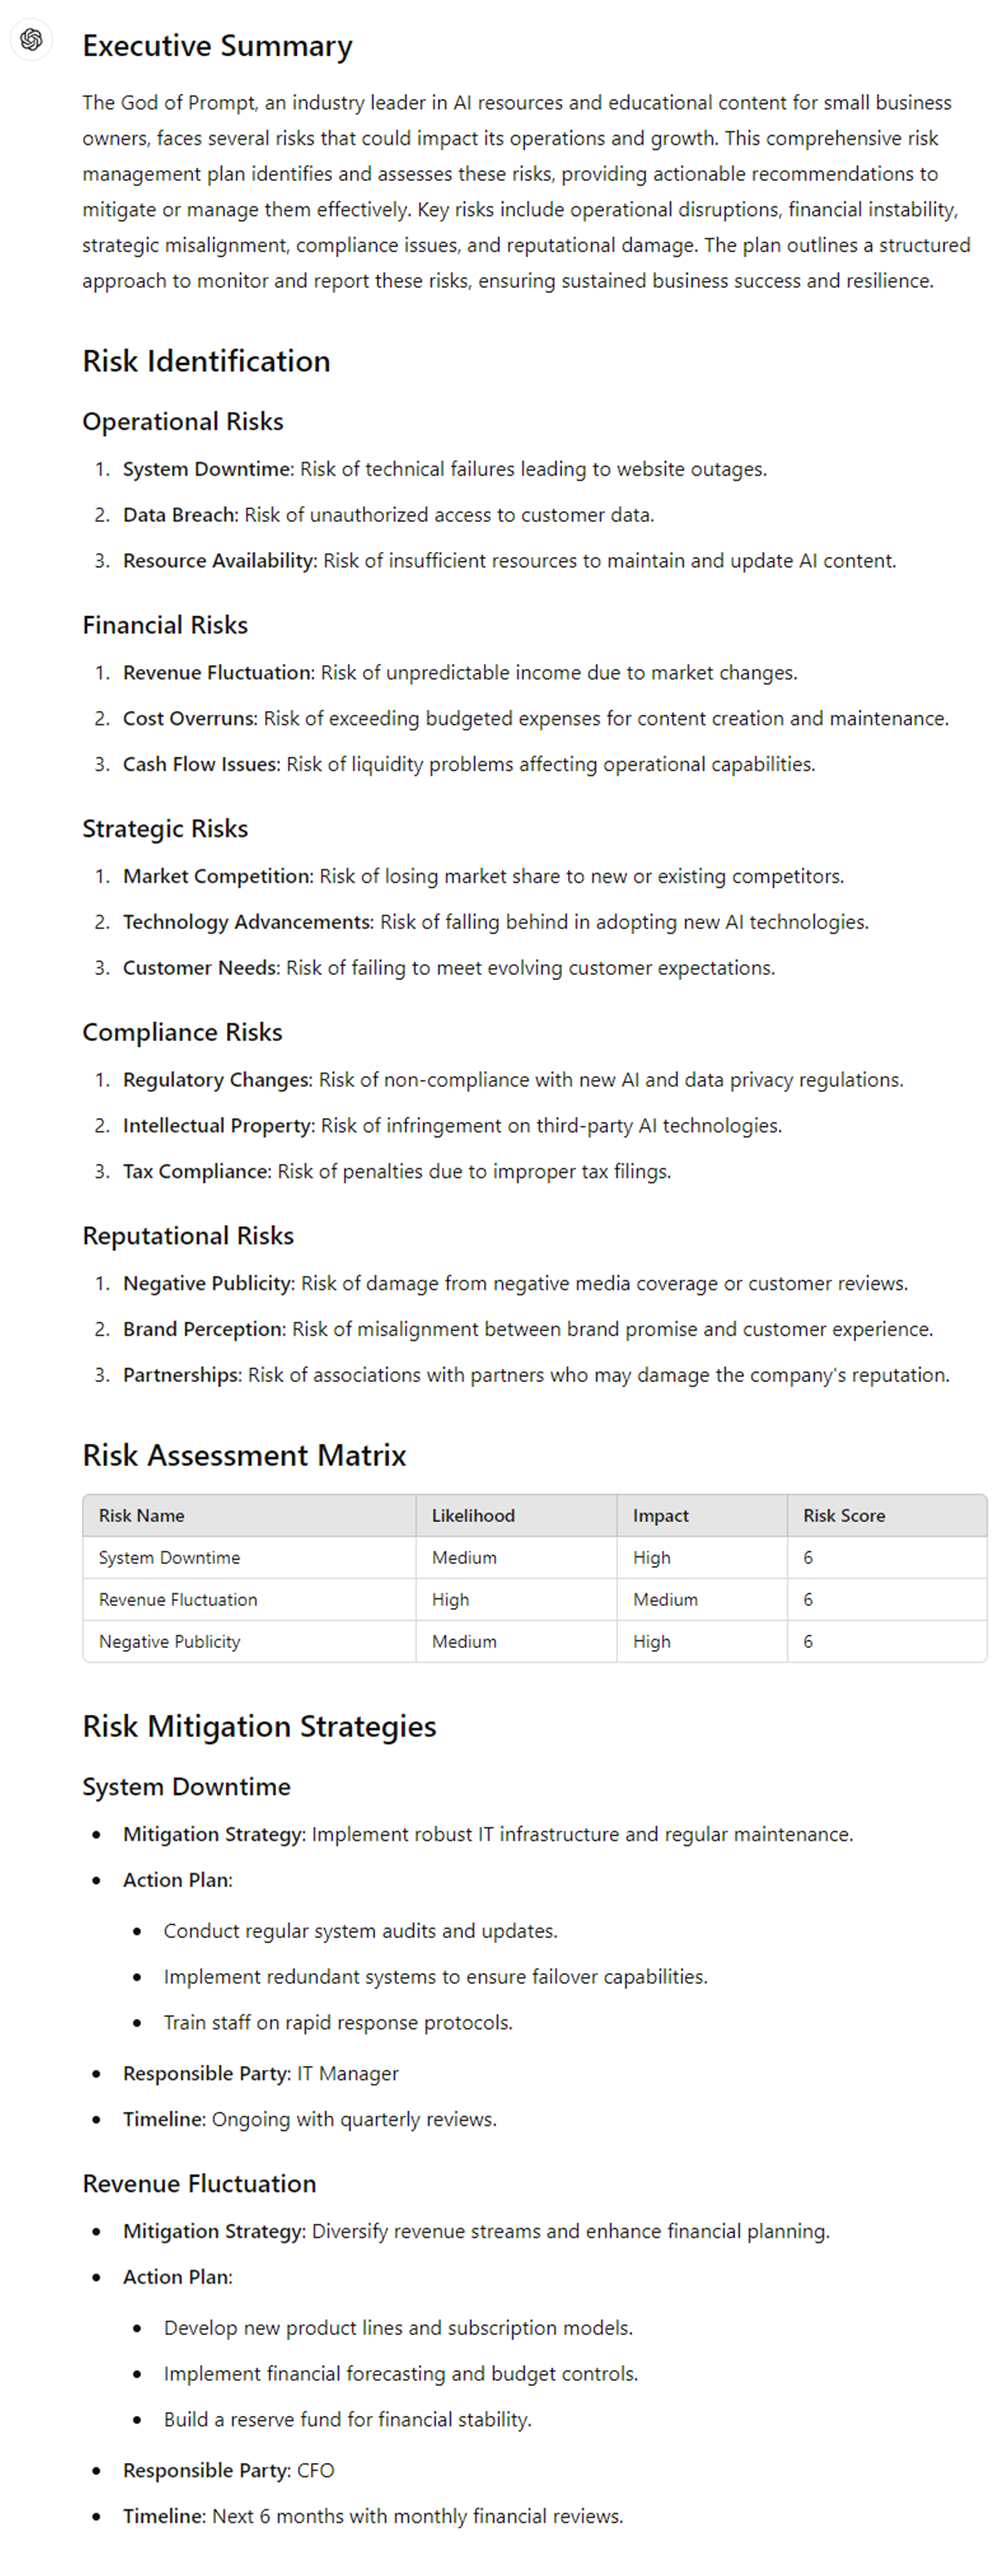 Executive Summary
The God of Prompt, an industry leader in AI resources and educational content for small business
owners, faces several risks that could impact its operations and growth. This comprehensive risk
management plan identifies and assesses these risks, providing actionable recommendations to
mitigate or manage them effectively. Key risks include operational disruptions, financial instability,
strategic misalignment, compliance issues, and reputational damage. The plan outlines a structured
approach to monitor and report these risks, ensuring sustained business success and resilience.
Risk Identification
Operational Risks
1. System Downtime: Risk of technical failures leading to website outages.
2. Data Breach: Risk of unauthorized access to customer data.
3. Resource Availability: Risk of insufficient resources to maintain and update AI content.
Financial Risks
1. Revenue Fluctuation: Risk of unpredictable income due to market changes.
2. Cost Overruns: Risk of exceeding budgeted expenses for content creation and maintenance.
3. Cash Flow Issues: Risk of liquidity problems affecting operational capabilities.
Strategic Risks
1. Market Competition: Risk of losing market share to new or existing competitors.
2. Technology Advancements: Risk of falling behind in adopting new AI technologies.
3. Customer Needs: Risk of failing to meet evolving customer expectations.
Compliance Risks
1. Regulatory Changes: Risk of non-compliance with new AI and data privacy regulations.
2. Intellectual Property: Risk of infringement on third-party AI technologies.
3. Tax Compliance: Risk of penalties due to improper tax filings.
Reputational Risks
1. Negative Publicity: Risk of damage from negative media coverage or customer reviews.
2. Brand Perception: Risk of misalignment between brand promise and customer experience.
3. Partnerships: Risk of associations with partners who may damage the company's reputation.
Risk Assessment Matrix
Risk Name Likelihood Impact Risk Score
System Downtime Medium High 6
Revenue Fluctuation High Medium 6
Negative Publicity Medium High 6
Risk Mitigation Strategies
System Downtime
• Mitigation Strategy: Implement robust IT infrastructure and regular maintenance.
• Action Plan:
• Conduct regular system audits and updates.
• Implement redundant systems to ensure failover capabilities.
• Train staff on rapid response protocols.
• Responsible Party: IT Manager
• Timeline: Ongoing with quarterly reviews.
Revenue Fluctuation
• Mitigation Strategy: Diversify revenue streams and enhance financial planning.
• Action Plan:
• Develop new product lines and subscription models.
• Implement financial forecasting and budget controls.
• Build a reserve fund for financial stability.
• Responsible Party: CFO
• Timeline: Next 6 months with monthly financial reviews.